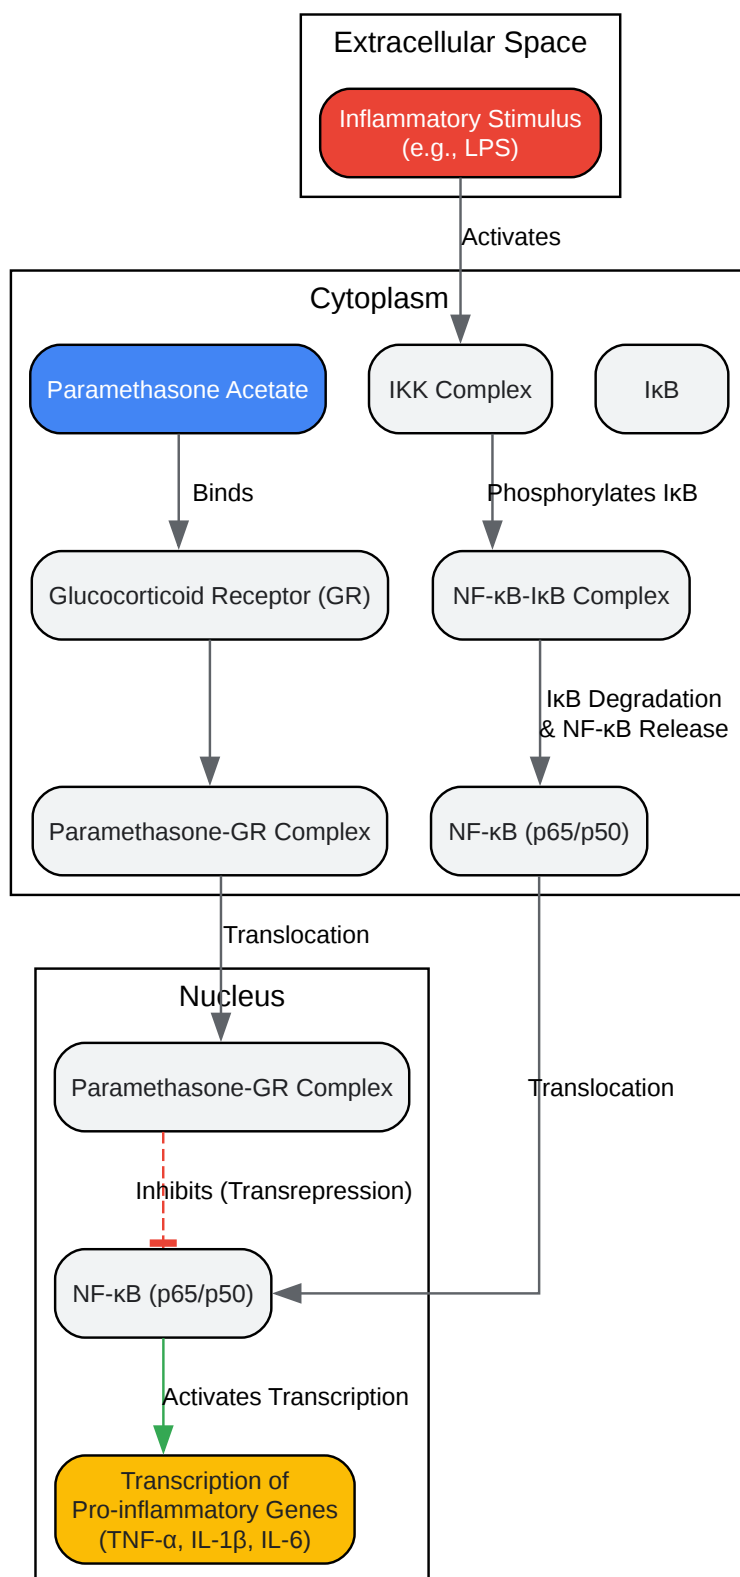 Extracellular Space
Inflammatory Stimulus
(e.g., LPS)
Activates
Cytoplasm
Paramethasone Acetate
IKK Complex
IκB
Binds
Phosphorylates IκB
Glucocorticoid Receptor (GR)
NF-κB-IκB Complex
IκB Degradation
& NF-κB Release
Paramethasone-GR Complex
NF-κB (p65/p50)
Translocation
Nucleus
Paramethasone-GR Complex
Translocation
Inhibits (Transrepression)
NF-κB (p65/p50)
Activates Transcription
Transcription of
Pro-inflammatory Genes
(TNF-α, IL-1β, IL-6)